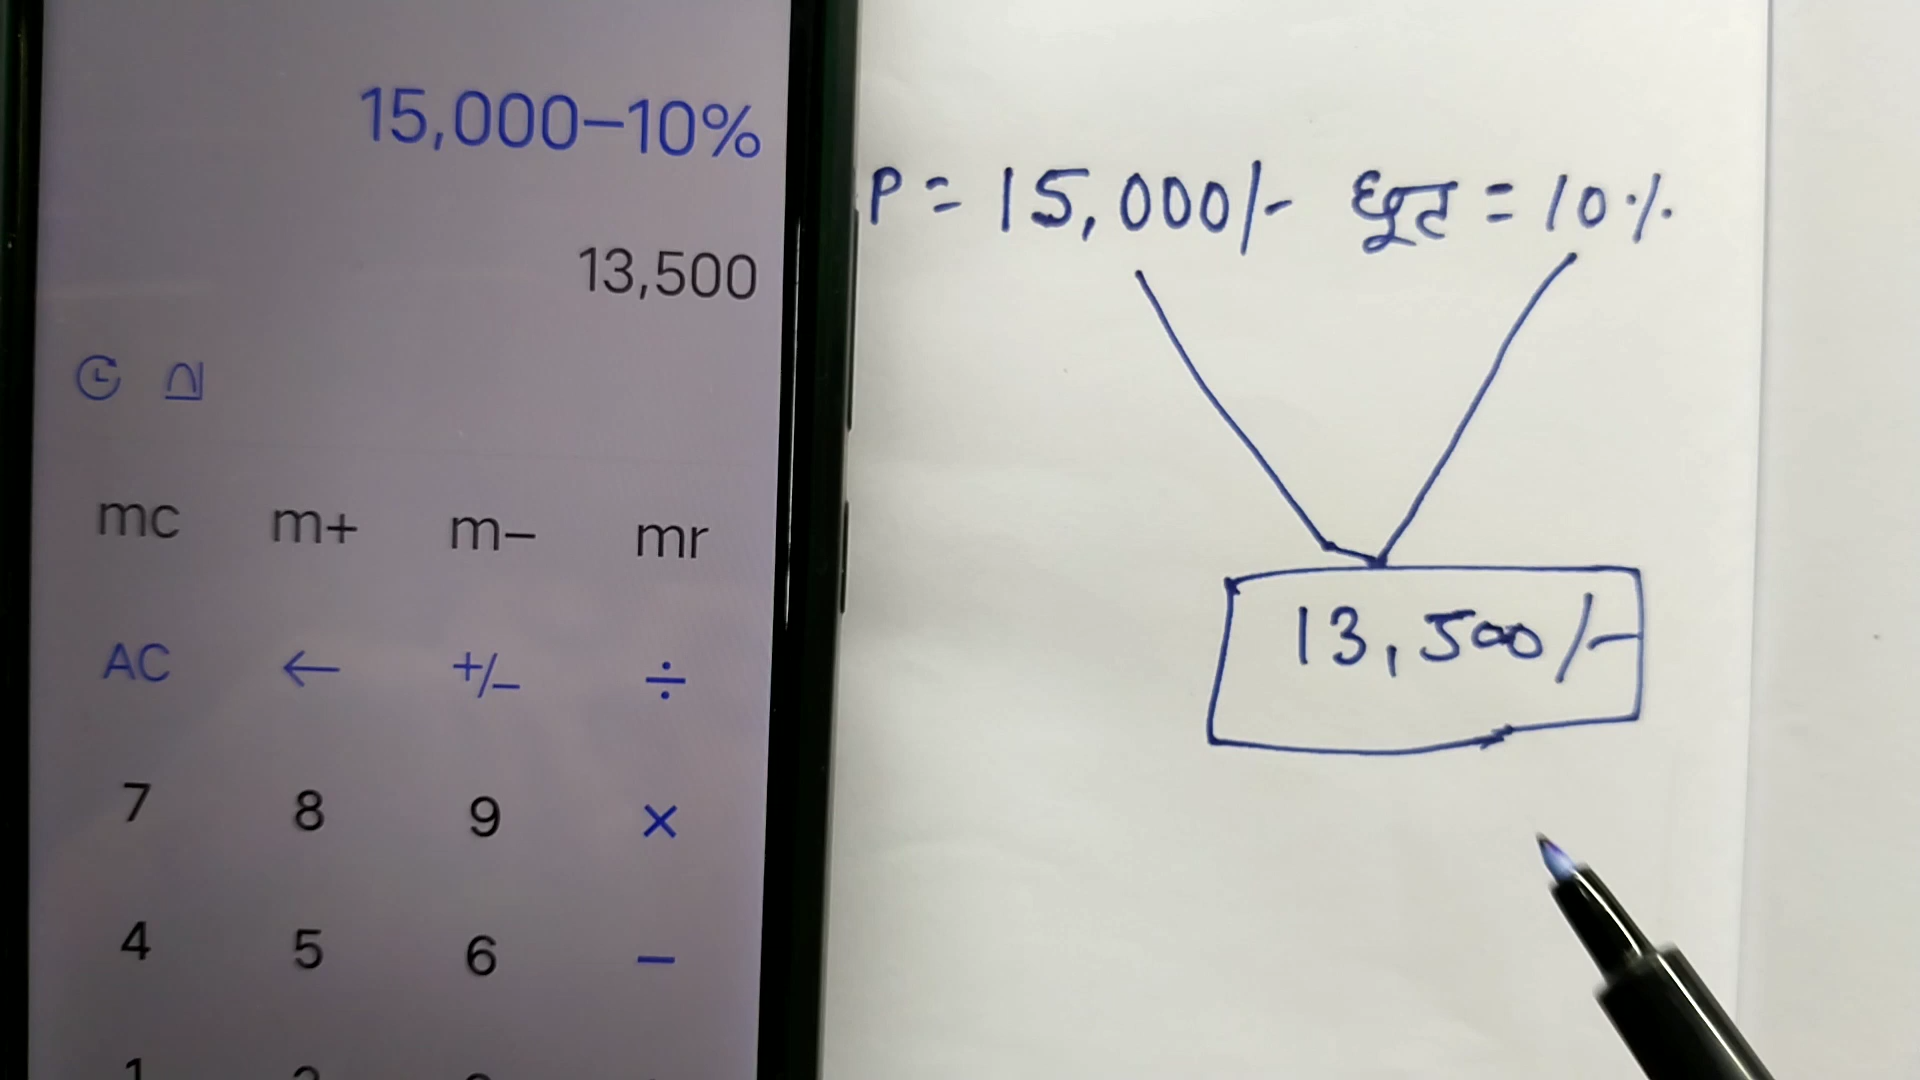 15,000–10%
13,500
mc m+ m– mr
AC ← +/– ÷
7 8 9 ×
4 5 6 –
1
P = 15,000/- छूट = 10%
13,500/-